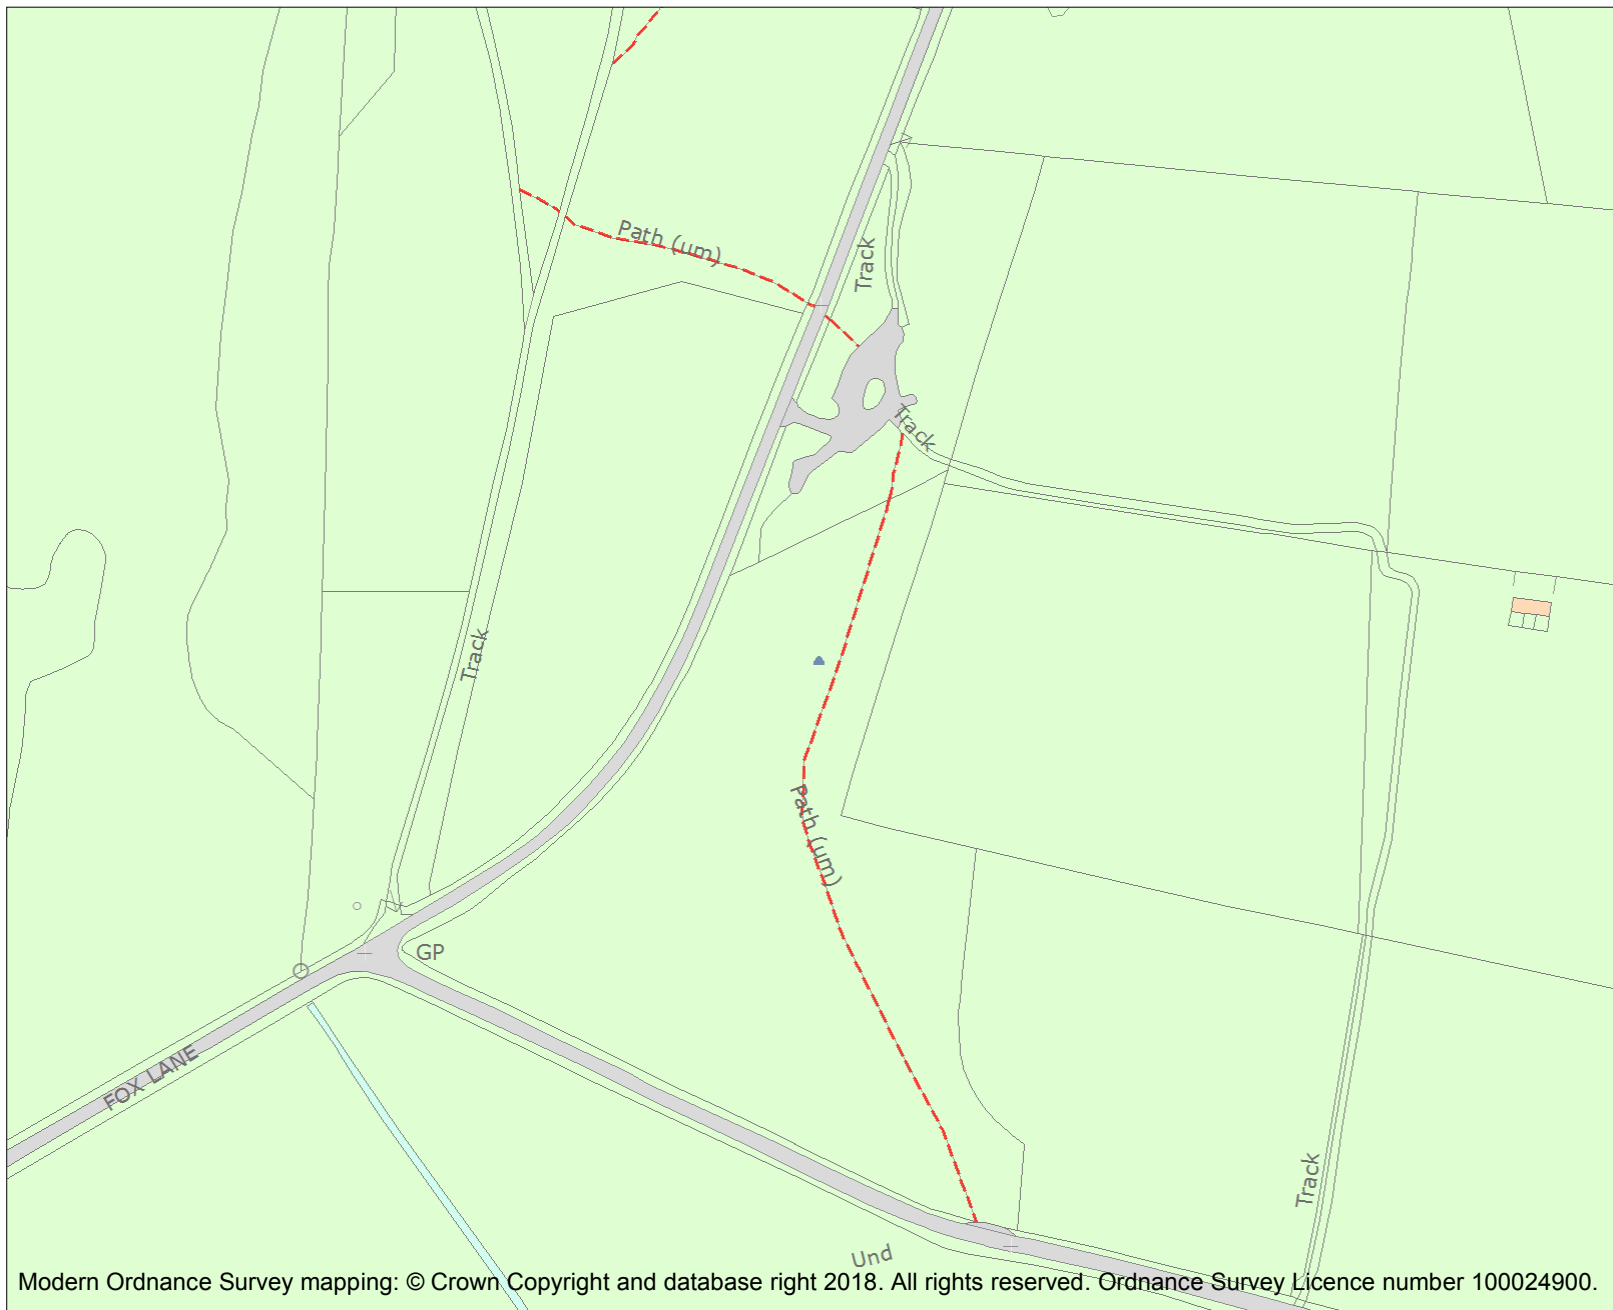 Path (um)
Track
Track
Track
Path (um)
GP
FOX LANE
Track
Und
Modern Ordnance Survey mapping: © Crown Copyright and database right 2018. All rights reserved. Ordnance Survey Licence number 100024900.